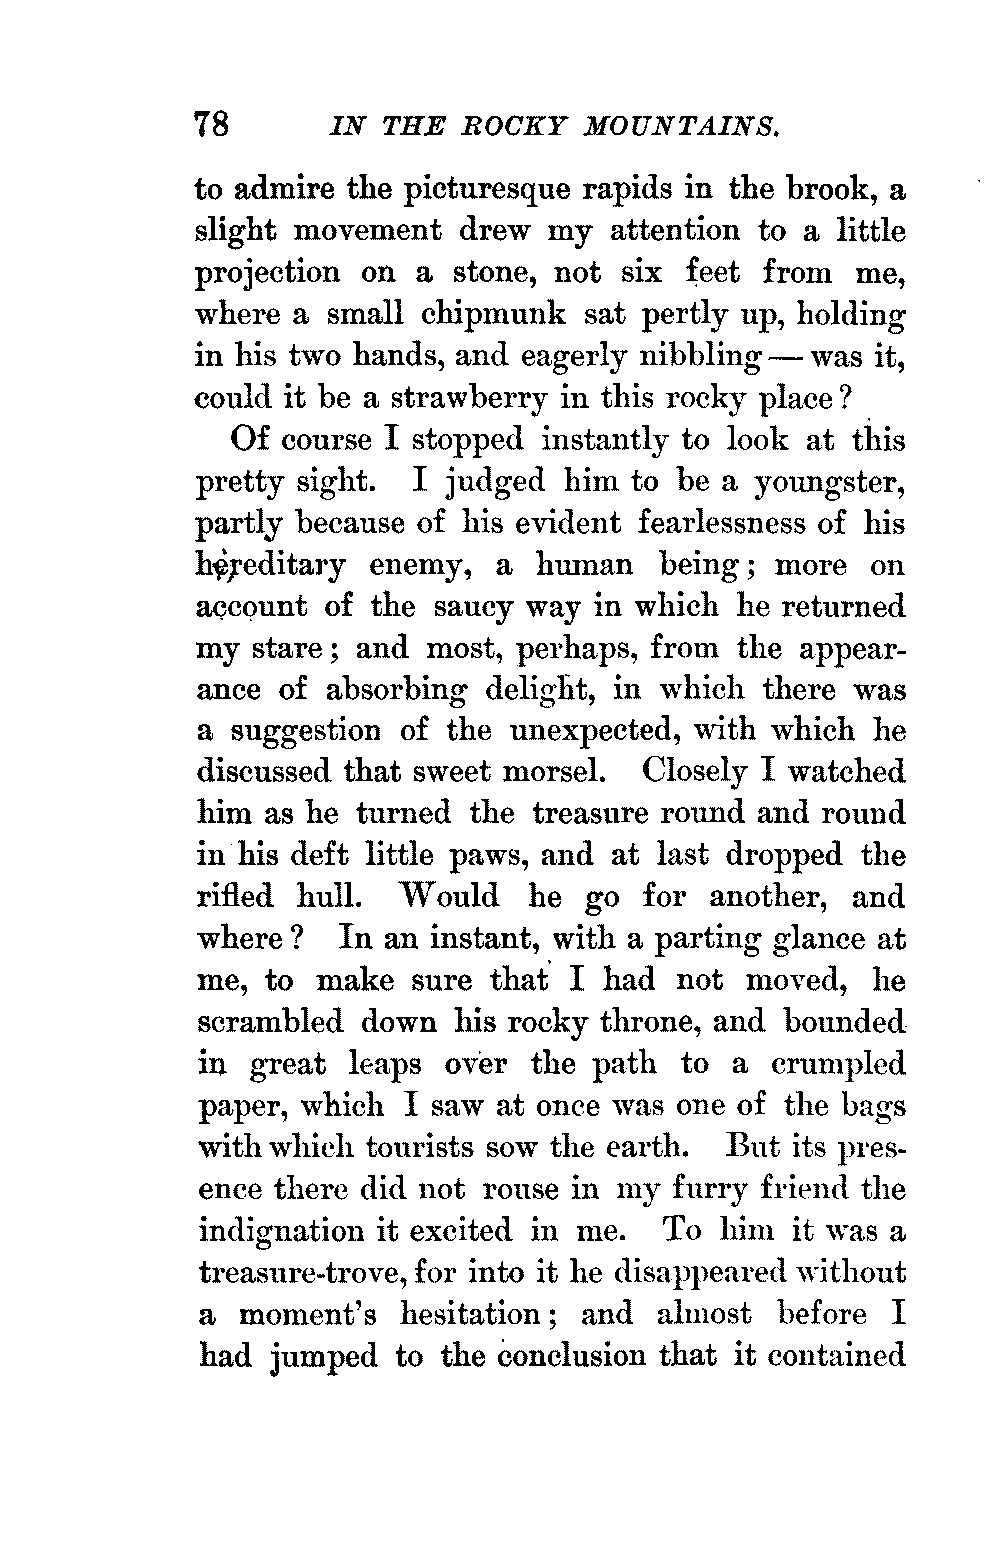 78 IN THE ROCKY MOUNTAINS.
to admire the picturesque rapids in the brook, a
slight movement drew my attention to a little
projection on a stone, not six feet from me,
where a small chipmunk sat pertly up, holding
in his two hands, and eagerly nibbling — was it,
could it be a strawberry in this rocky place?
Of course I stopped instantly to look at this
pretty sight. I judged him to be a youngster,
partly because of his evident fearlessness of his
hereditary enemy, a human being; more on
account of the saucy way in which he returned
my stare; and most, perhaps, from the appear-
ance of absorbing delight, in which there was
a suggestion of the unexpected, with which he
discussed that sweet morsel. Closely I watched
him as he turned the treasure round and round
in his deft little paws, and at last dropped the
rifled hull. Would he go for another, and
where? In an instant, with a parting glance at
me, to make sure that I had not moved, he
scrambled down his rocky throne, and bounded
in great leaps over the path to a crumpled
paper, which I saw at once was one of the bags
with which tourists sow the earth. But its pres-
ence there did not rouse in my furry friend the
indignation it excited in me. To him it was a
treasure-trove, for into it he disappeared without
a moment's hesitation; and almost before I
had jumped to the conclusion that it contained